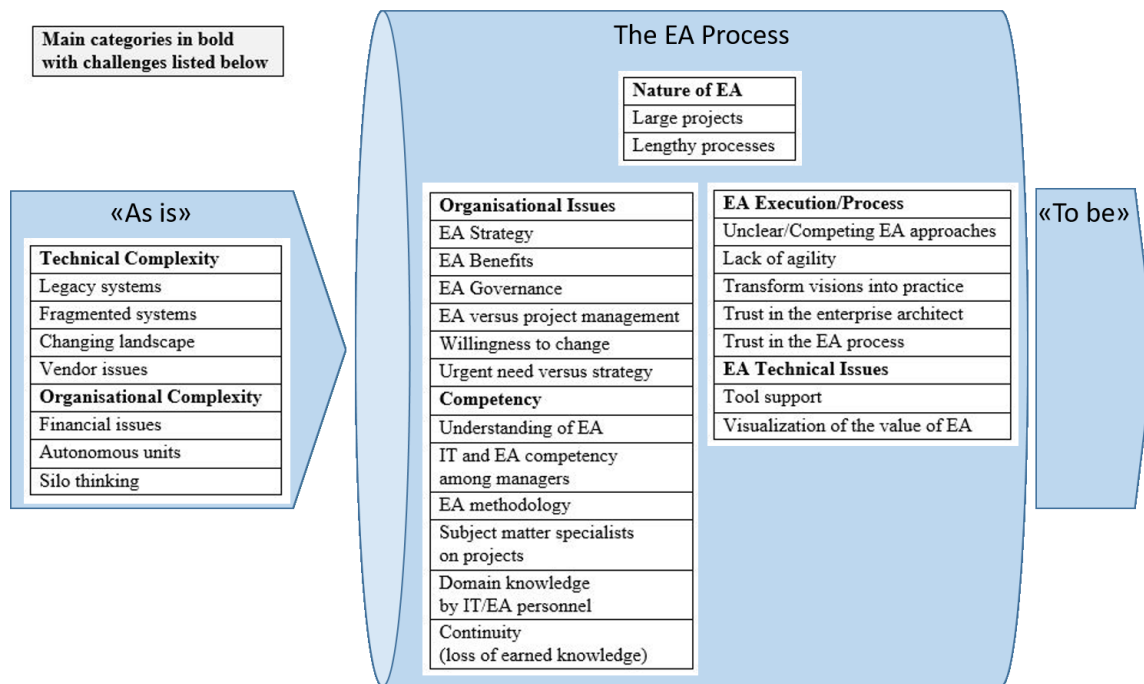 Main categories in bold
with challenges listed below
The EA Process
Nature of EA
Large projects
Lengthy processes
«As is»
Technical Complexity
Legacy systems
Fragmented systems
Changing landscape
Vendor issues
Organisational Complexity
Financial issues
Autonomous units
Silo thinking
Organisational Issues
EA Strategy
EA Benefits
EA Governance
EA versus project management
Willingness to change
Urgent need versus strategy
Competency
Understanding of EA
IT and EA competency
among managers
EA methodology
Subject matter specialists
on projects
Domain knowledge
by IT/EA personnel
Continuity
(loss of earned knowledge)
EA Execution/Process
Unclear/Competing EA approaches
Lack of agility
Transform visions into practice
Trust in the enterprise architect
Trust in the EA process
EA Technical Issues
Tool support
Visualization of the value of EA
«To be»